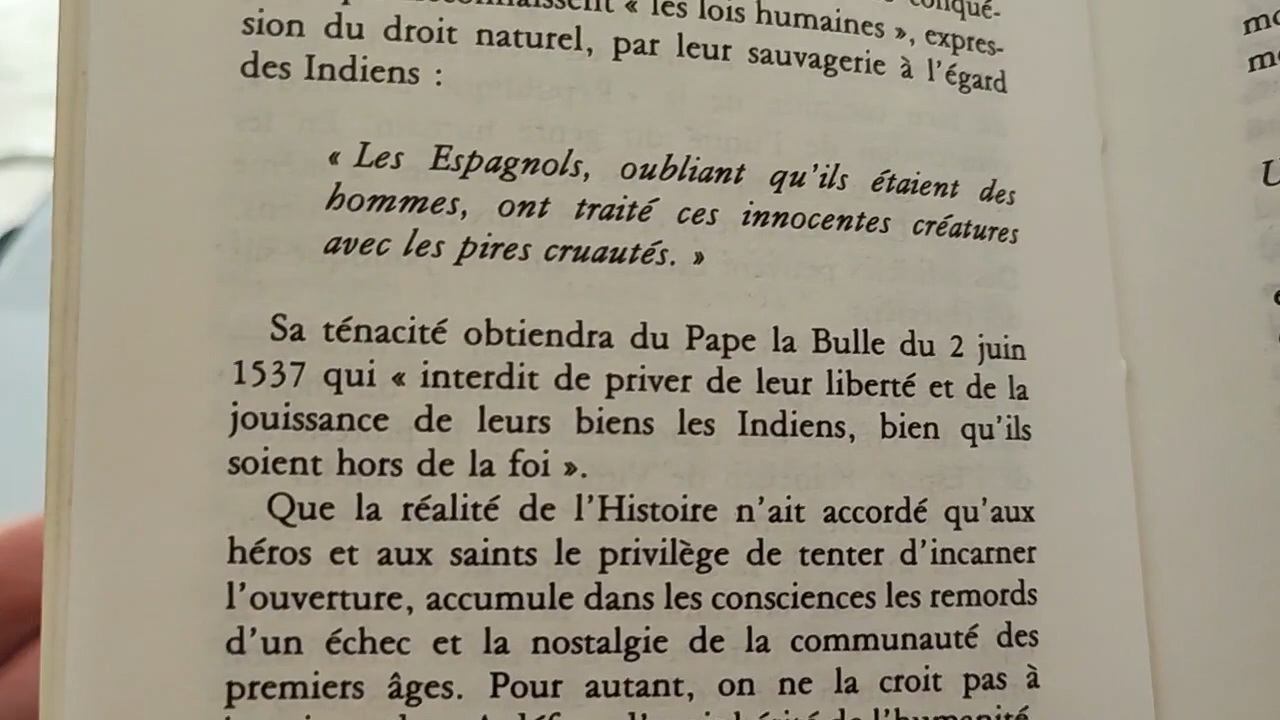 « les lois humaines », expres-
sion du droit naturel, par leur sauvagerie à l'égard
des Indiens :
« Les Espagnols, oubliant qu'ils étaient des
hommes, ont traité ces innocentes créatures
avec les pires cruautés. »
Sa ténacité obtiendra du Pape la Bulle du 2 juin
1537 qui « interdit de priver de leur liberté et de la
jouissance de leurs biens les Indiens, bien qu'ils
soient hors de la foi ».
Que la réalité de l'Histoire n'ait accordé qu'aux
héros et aux saints le privilège de tenter d'incarner
l'ouverture, accumule dans les consciences les remords
d'un échec et la nostalgie de la communauté des
premiers âges. Pour autant, on ne la croit pas à